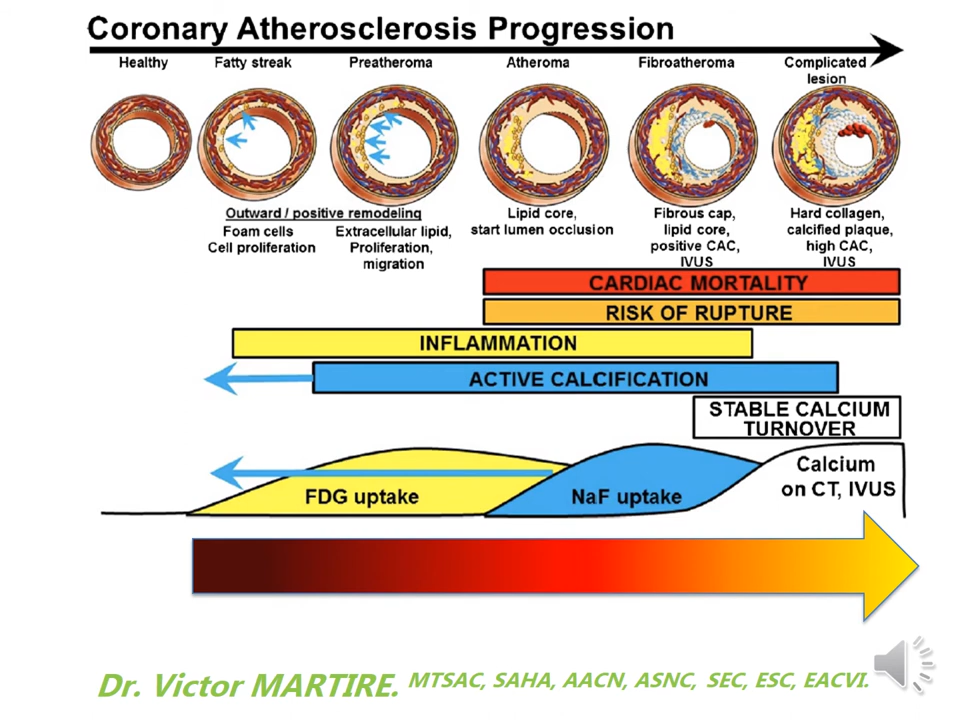 Coronary Atherosclerosis Progression
Healthy
Fatty streak
Preatheroma
Atheroma
Fibroatheroma
Complicated
lesion
Outward / positive remodeling
Foam cells
Cell proliferation
Extracellular lipid,
Proliferation,
migration
Lipid core,
start lumen occlusion
Fibrous cap,
lipid core,
positive CAC,
IVUS
Hard collagen,
calcified plaque,
high CAC,
IVUS
CARDIAC MORTALITY
RISK OF RUPTURE
INFLAMMATION
ACTIVE CALCIFICATION
STABLE CALCIUM
TURNOVER
FDG uptake
NaF uptake
Calcium
on CT, IVUS
Dr. Victor MARTIRE. MTSAC, SAHA, AACN, ASNC, SEC, ESC, EACVI.